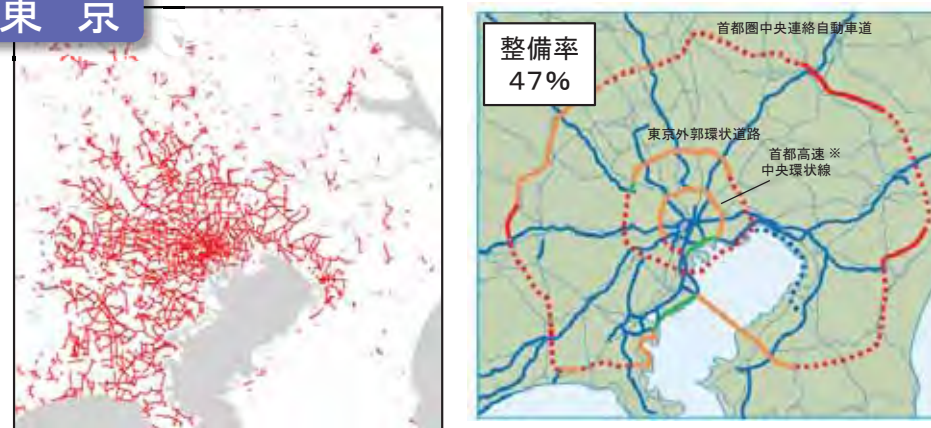 東 京
整備率
47%
首都圏中央連絡自動車道
東京外郭環状道路
首都高速※
中央環状線